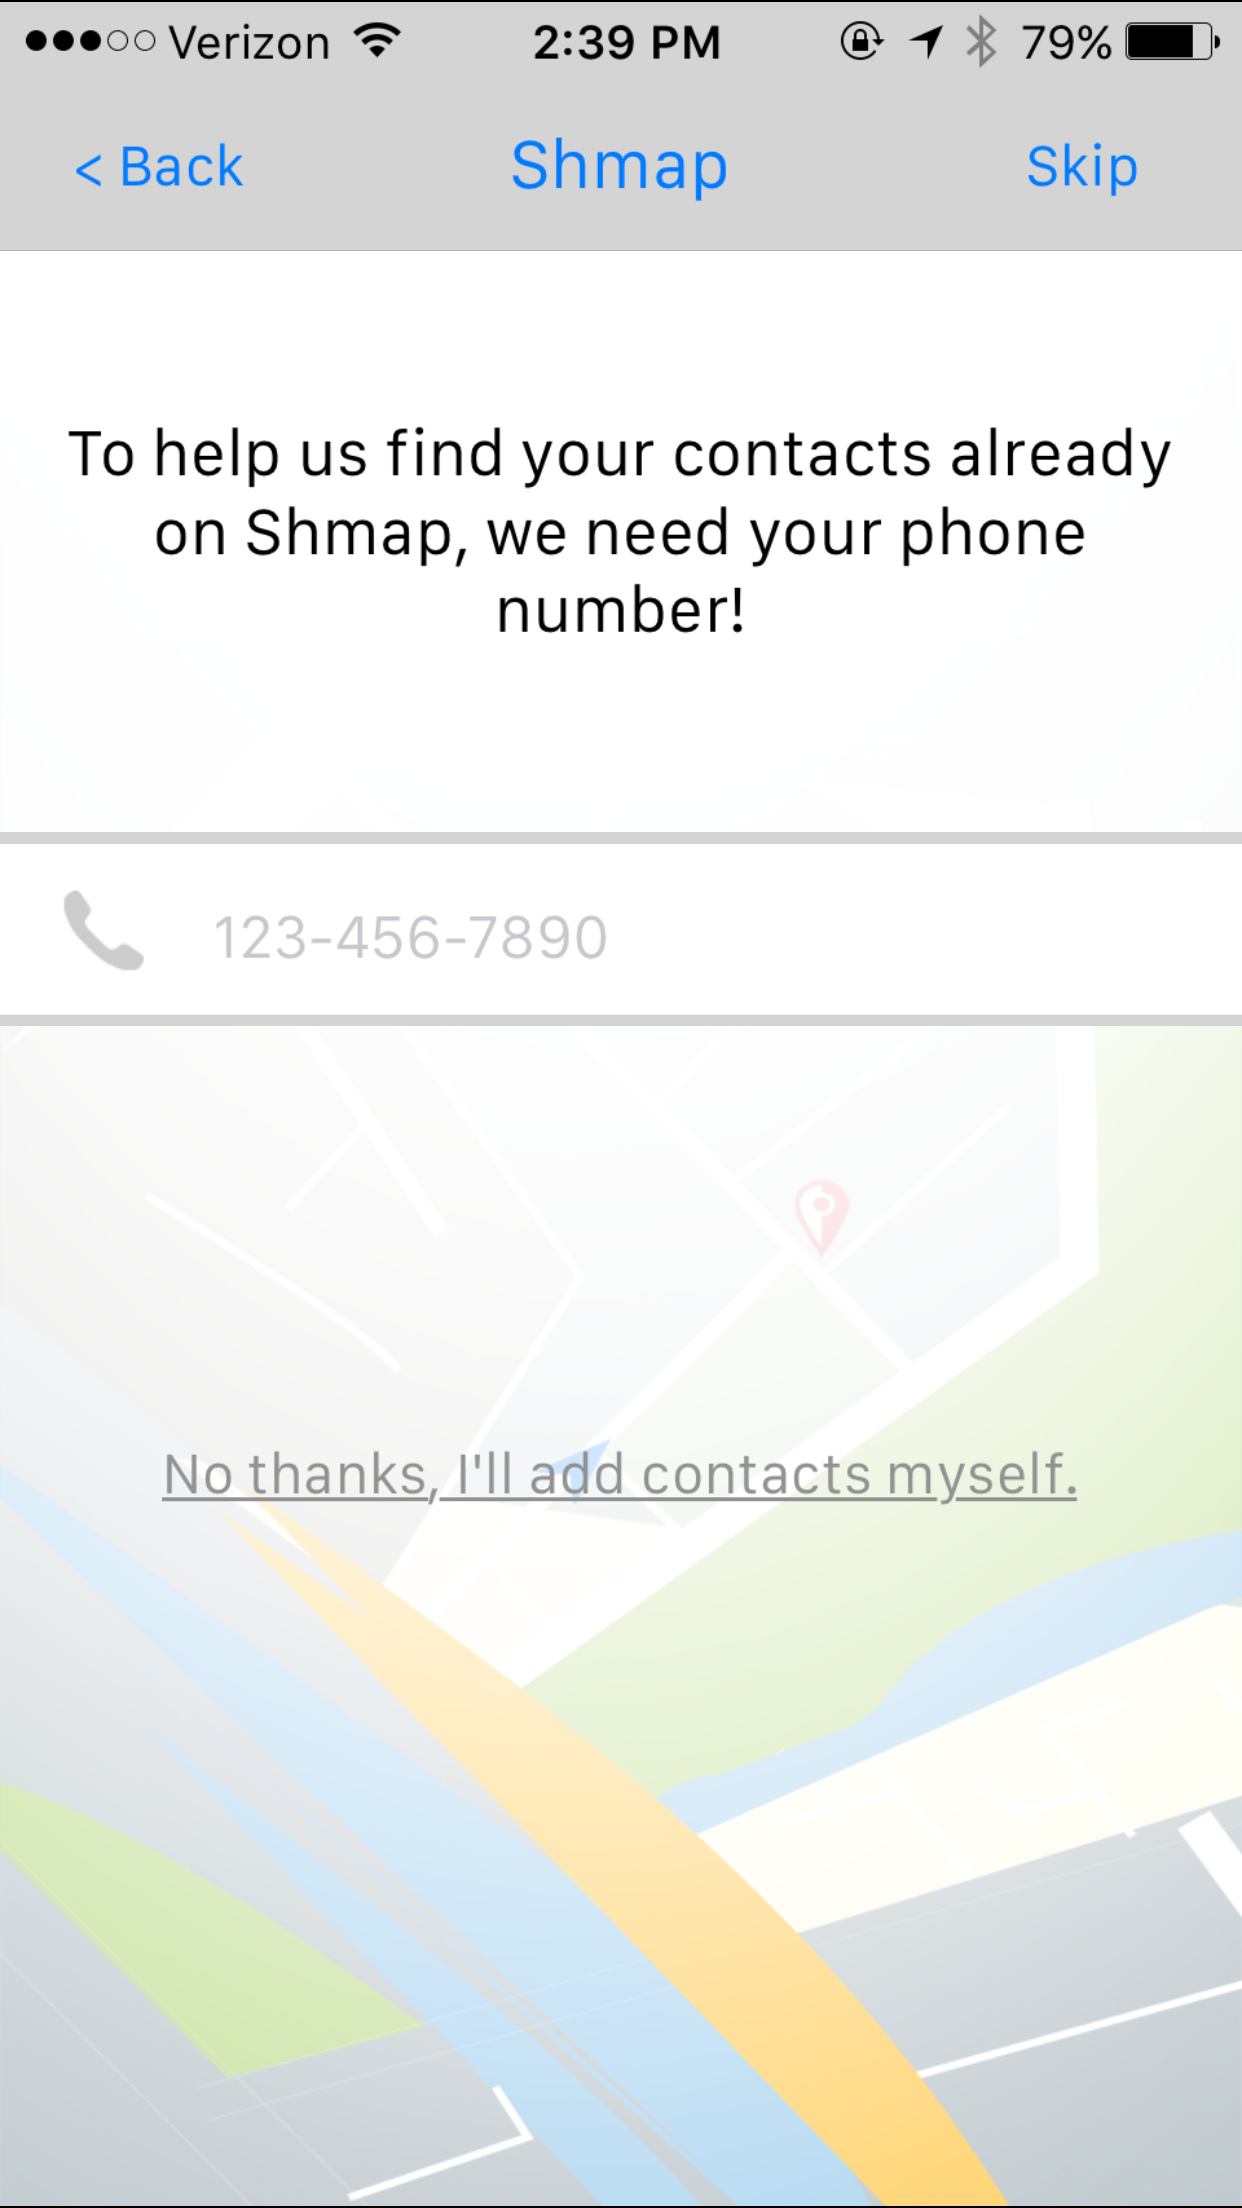 Verizon 2:39 PM 79%
< Back Shmap Skip
To help us find your contacts already
on Shmap, we need your phone
number!
123-456-7890
No thanks, I'll add contacts myself.